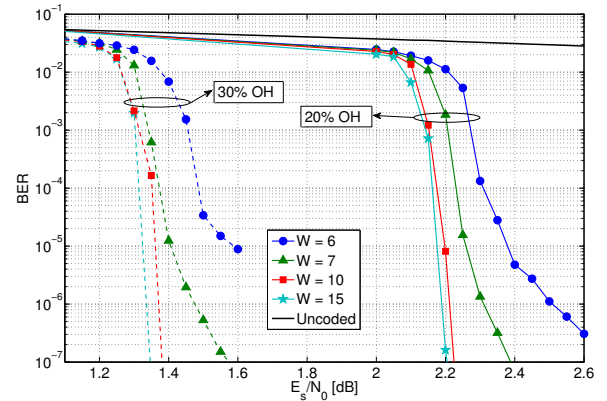 10^-1
10^-2
10^-3
10^-4
10^-5
10^-6
10^-7
BER
30% OH
20% OH
W = 6
W = 7
W = 10
W = 15
Uncoded
1.2 1.4 1.6 1.8 2 2.2 2.4 2.6
E_s/N_0 [dB]